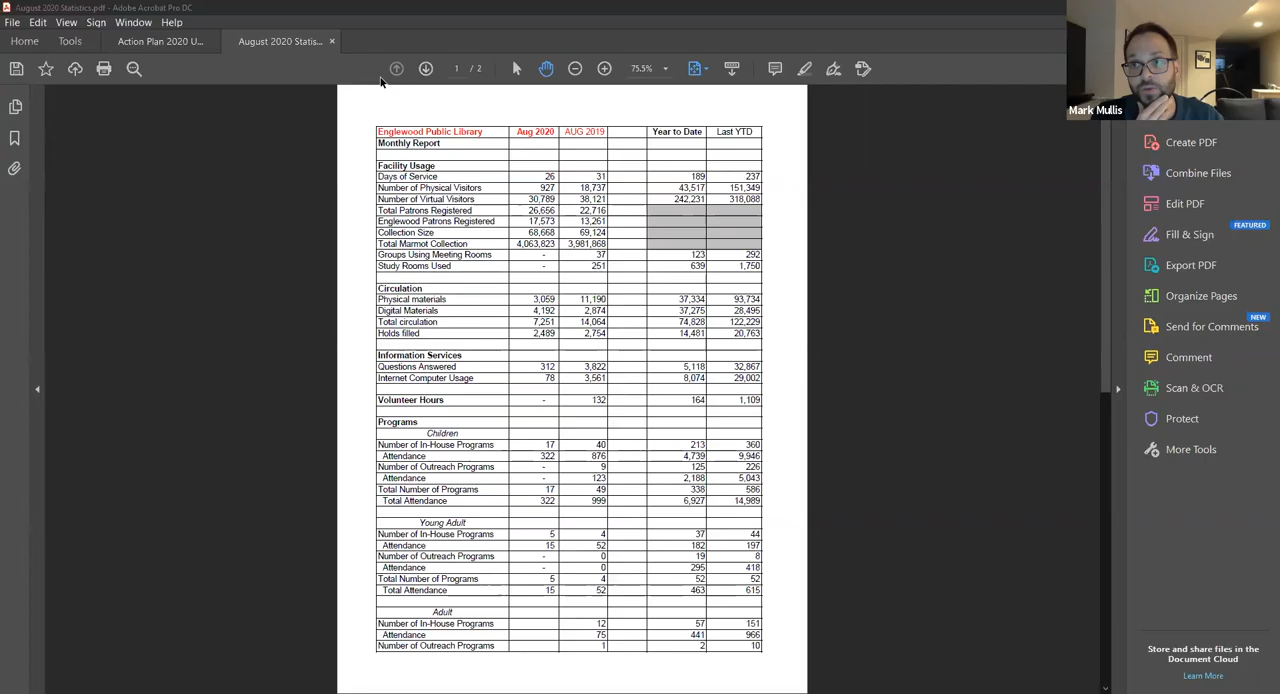 August 2020 Statistics.pdf - Adobe Acrobat Pro DC
File Edit View Sign Window Help
Home Tools Action Plan 2020 U... August 2020 Statis... ×
1 / 2 75.5%
Mark Mullis
Englewood Public Library Aug 2020 AUG 2019 Year to Date Last YTD
Monthly Report
Facility Usage
Days of Service 26 31 189 237
Number of Physical Visitors 927 18,737 43,517 151,349
Number of Virtual Visitors 30,789 38,121 242,231 318,088
Total Patrons Registered 26,656 22,716
Englewood Patrons Registered 17,573 13,261
Collection Size 68,668 69,124
Total Marmot Collection 4,063,823 3,981,868
Groups Using Meeting Rooms - 37 123 292
Study Rooms Used - 251 639 1,750
Circulation
Physical materials 3,059 11,190 37,334 93,734
Digital Materials 4,192 2,874 37,275 28,495
Total circulation 7,251 14,064 74,828 122,229
Holds filled 2,489 2,754 14,481 20,763
Information Services
Questions Answered 312 3,822 5,118 32,867
Internet Computer Usage 78 3,561 8,074 29,002
Volunteer Hours - 132 164 1,109
Programs
Children
Number of In-House Programs 17 40 213 360
Attendance 322 876 4,739 9,946
Number of Outreach Programs - 9 125 226
Attendance - 123 2,188 5,043
Total Number of Programs 17 49 338 586
Total Attendance 322 999 6,927 14,989
Young Adult
Number of In-House Programs 5 4 37 44
Attendance 15 52 182 197
Number of Outreach Programs - 0 19 8
Attendance - 0 295 418
Total Number of Programs 5 4 52 52
Total Attendance 15 52 463 615
Adult
Number of In-House Programs 12 57 151
Attendance 75 441 966
Number of Outreach Programs 1 2 10
Create PDF
Combine Files
Edit PDF
FEATURED
Fill & Sign
Export PDF
Organize Pages
NEW
Send for Comments
Comment
Scan & OCR
Protect
More Tools
Store and share files in the
Document Cloud
Learn More